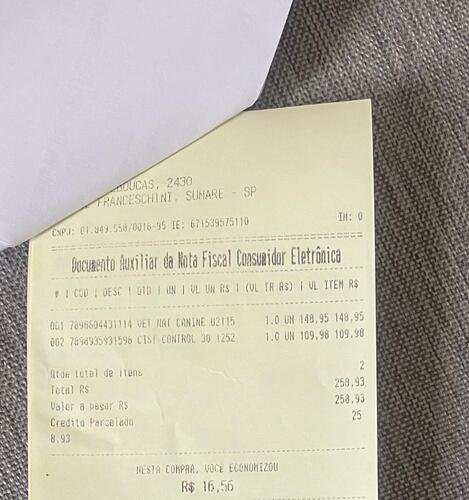 BOUCAS, 2430
FRANCESCHINI. SUMARE - SP
CNPJ: 01.849.558/0016-95 IE: 671539575110 IM: 0
Documento Auxiliar da Nota Fiscal Consumidor Eletrônica
# | COD | DESC | QTD | UN | VL UN R$ | (VL TR R$) | VL ITEM R$
001 7898604431114 VET NAT CANINE U2115 1.0 UN 148,95 148,95
002 7898935931598 CIST CONTROL 30 1252 1.0 UN 109,98 109,98
Qtde total de itens 2
Total R$ 258,93
Valor a pagar R$ 258,93
Credito Parcelado 25
8,93
NESTA COMPRA, VOCE ECONOMIZOU
R$ 16,56